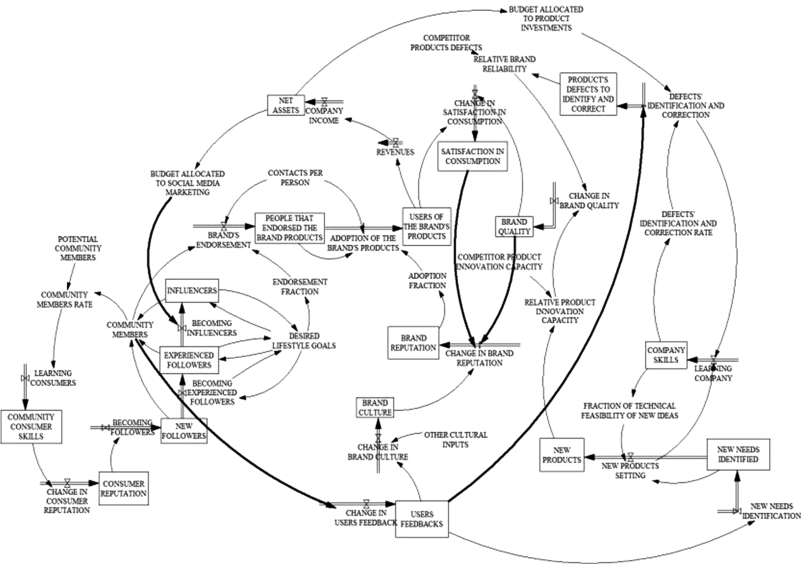 BUDGET ALLOCATED
TO PRODUCT
INVESTMENTS
COMPETITOR
PRODUCTS DEFECTS
RELATIVE BRAND
RELIABILITY
PRODUCT'S
DEFECTS TO
IDENTIFY AND
CORRECT
DEFECTS'
IDENTIFICATION AND
CORRECTION
NET
ASSETS
COMPANY
INCOME
CHANGE IN
SATISFACTION IN
CONSUMPTION
REVENUES
SATISFACTION IN
CONSUMPTION
BUDGET ALLOCATED
TO SOCIAL MEDIA
MARKETING
CONTACTS PER
PERSON
CHANGE IN
BRAND QUALITY
PEOPLE THAT
ENDORSED THE
BRAND PRODUCTS
USERS OF
THE BRAND'S
PRODUCTS
BRAND
QUALITY
BRAND'S
ENDORSEMENT
ADOPTION OF THE
BRAND'S PRODUCTS
DEFECTS'
IDENTIFICATION AND
CORRECTION RATE
POTENTIAL
COMMUNITY
MEMBERS
COMPETITOR PRODUCT
INNOVATION CAPACITY
ADOPTION
FRACTION
ENDORSEMENT
FRACTION
INFLUENCERS
COMMUNITY
MEMBERS RATE
RELATIVE PRODUCT
INNOVATION
CAPACITY
COMMUNITY
MEMBERS
BECOMING
INFLUENCERS
DESIRED
LIFESTYLE GOALS
BRAND
REPUTATION
CHANGE IN BRAND
REPUTATION
EXPERIENCED
FOLLOWERS
COMPANY
SKILLS
LEARNING
COMPANY
LEARNING
CONSUMERS
BECOMING
EXPERIENCED
FOLLOWERS
BRAND
CULTURE
FRACTION OF TECHNICAL
FEASIBILITY OF NEW IDEAS
COMMUNITY
CONSUMER
SKILLS
BECOMING
FOLLOWERS
NEW
FOLLOWERS
OTHER CULTURAL
INPUTS
CHANGE IN
BRAND CULTURE
NEW
PRODUCTS
NEW PRODUCTS
SETTING
NEW NEEDS
IDENTIFIED
CHANGE IN
CONSUMER
REPUTATION
CONSUMER
REPUTATION
CHANGE IN
USERS FEEDBACK
USERS
FEEDBACKS
NEW NEEDS
IDENTIFICATION